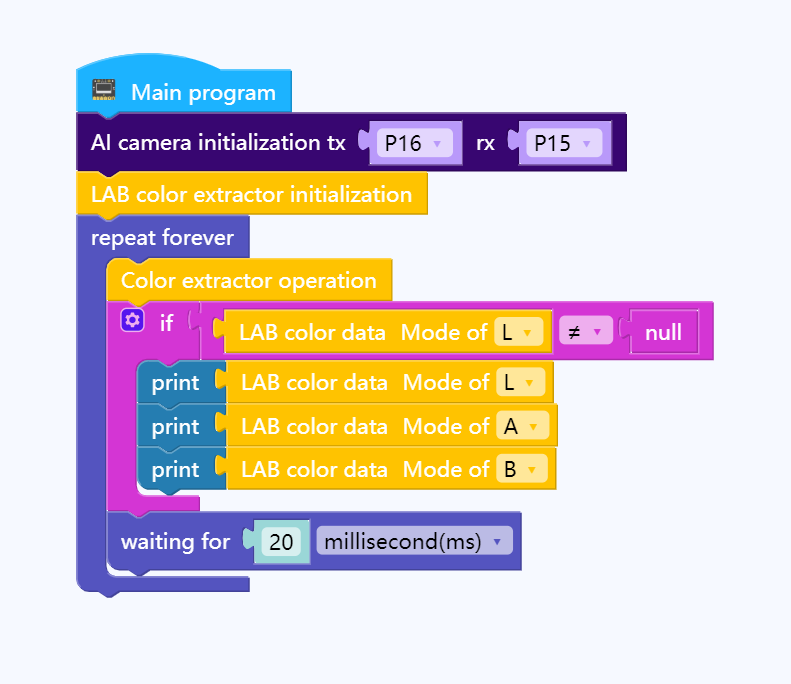 Main program
AI camera initialization tx P16 rx P15
LAB color extractor initialization
repeat forever
Color extractor operation
if LAB color data Mode of L ≠ null
print LAB color data Mode of L
print LAB color data Mode of A
print LAB color data Mode of B
waiting for 20 millisecond(ms)